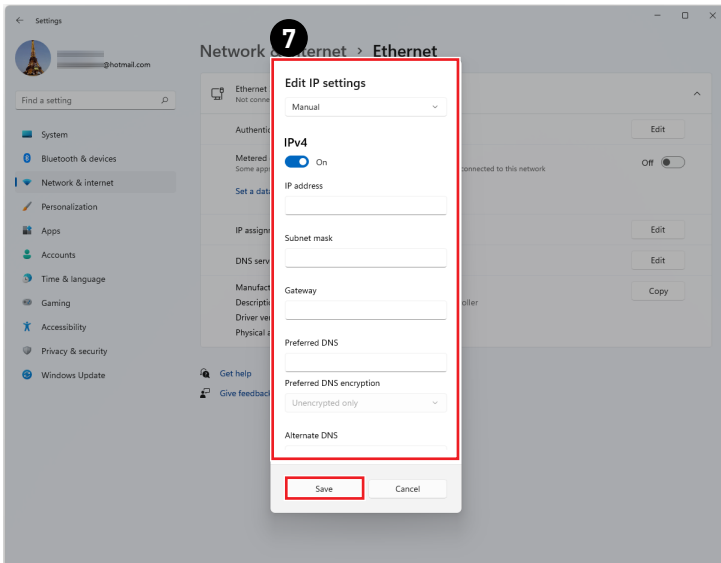 Settings
@hotmail.com
Find a setting
System
Bluetooth & devices
Network & internet
Personalization
Apps
Accounts
Time & language
Gaming
Accessibility
Privacy & security
Windows Update
Network & internet > Ethernet
7
Ethernet
Not conne
Authentic
Edit
Metered
Some apps
connected to this network
Off
Set a data
IP assignm
Edit
DNS serv
Edit
Manufact
Copy
Descriptio
oller
Driver ver
Physical a
Get help
Give feedback
Edit IP settings
Manual
IPv4
On
IP address
Subnet mask
Gateway
Preferred DNS
Preferred DNS encryption
Unencrypted only
Alternate DNS
Save
Cancel